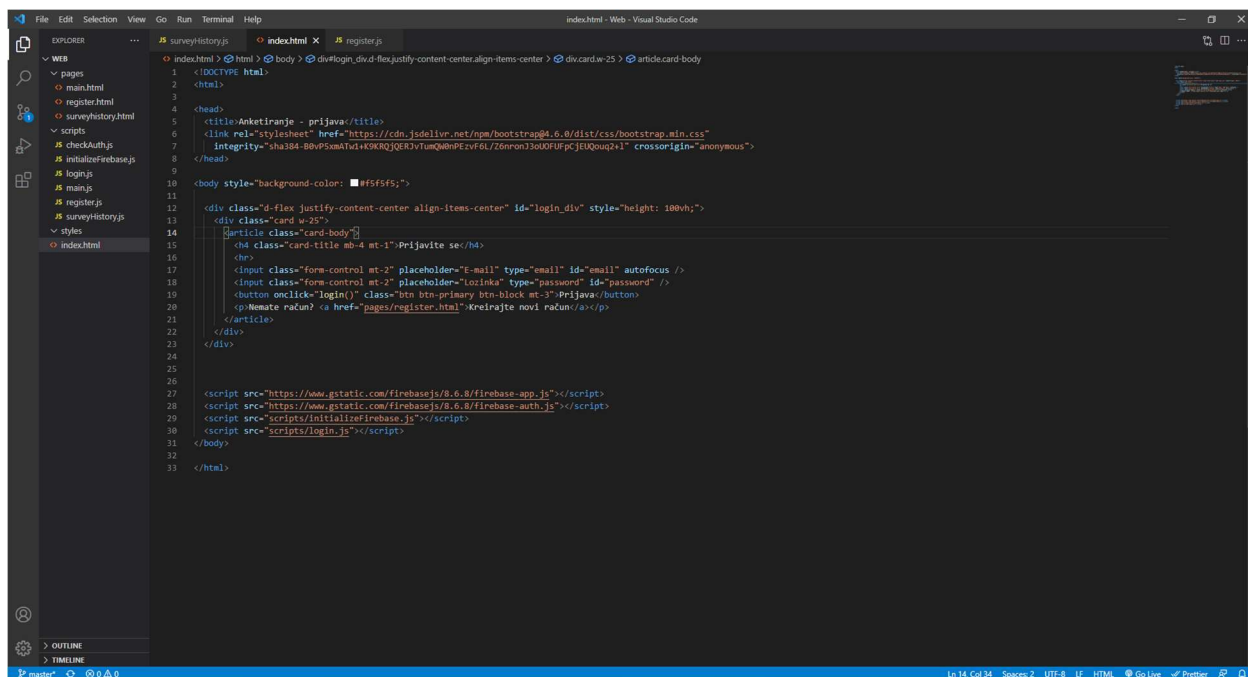 File Edit Selection View Go Run Terminal Help index.html - Web - Visual Studio Code
EXPLORER
WEB
pages
main.html
register.html
surveyhistory.html
scripts
JS checkAuth.js
JS initializeFirebase.js
JS login.js
JS main.js
JS register.js
JS surveyHistory.js
styles
index.html
OUTLINE
TIMELINE
JS surveyHistory.js index.html JS register.js
index.html > html > body > div#login_div.d-flex.justify-content-center.align-items-center > div.card.w-25 > article.card-body
1 <!DOCTYPE html>
2 <html>
3
4 <head>
5 <title>Anketiranje - prijava</title>
6 <link rel="stylesheet" href="https://cdn.jsdelivr.net/npm/bootstrap@4.6.0/dist/css/bootstrap.min.css"
7 integrity="sha384-B0vP5xmATw1+K9KRQjQERJvTumQW0nPEzvF6L/Z6nronJ3oUOFUFpCjEUQouq2+l" crossorigin="anonymous">
8 </head>
9
10 <body style="background-color: #f5f5f5;">
11
12 <div class="d-flex justify-content-center align-items-center" id="login_div" style="height: 100vh;">
13 <div class="card w-25">
14 <article class="card-body">
15 <h4 class="card-title mb-4 mt-1">Prijavite se</h4>
16 <hr>
17 <input class="form-control mt-2" placeholder="E-mail" type="email" id="email" autofocus />
18 <input class="form-control mt-2" placeholder="Lozinka" type="password" id="password" />
19 <button onclick="login()" class="btn btn-primary btn-block mt-3">Prijava</button>
20 <p>Nemate račun? <a href="pages/register.html">Kreirajte novi račun</a></p>
21 </article>
22 </div>
23 </div>
24
25
26
27 <script src="https://www.gstatic.com/firebasejs/8.6.8/firebase-app.js"></script>
28 <script src="https://www.gstatic.com/firebasejs/8.6.8/firebase-auth.js"></script>
29 <script src="scripts/initializeFirebase.js"></script>
30 <script src="scripts/login.js"></script>
31 </body>
32
33 </html>
master* 0 0 Ln 14, Col 34 Spaces: 2 UTF-8 LF HTML Go Live Prettier